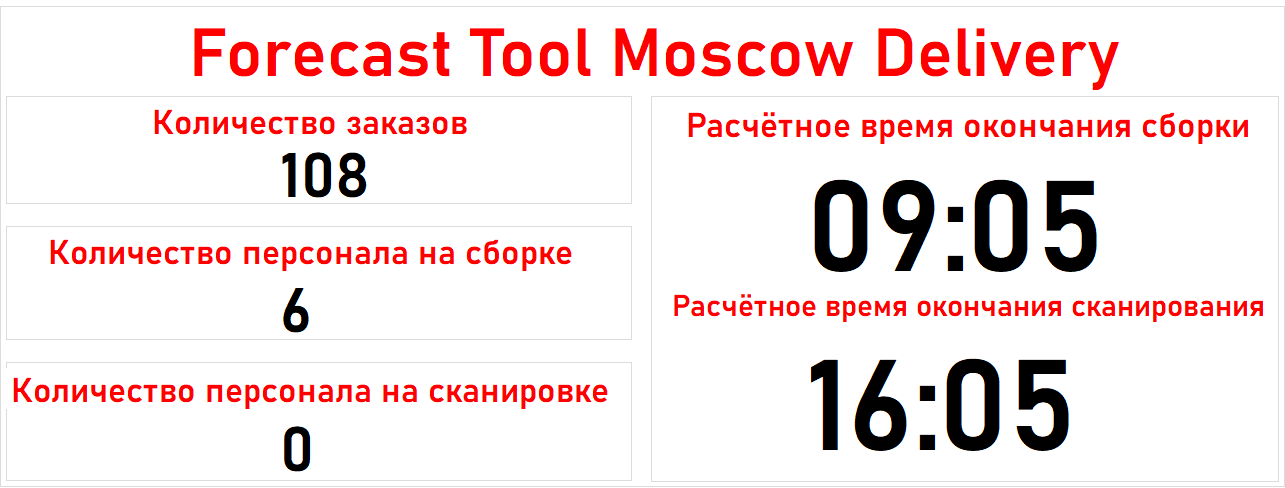 Forecast Tool Moscow Delivery
Количество заказов
108
Количество персонала на сборке
6
Количество персонала на сканировке
0
Расчётное время окончания сборки
09:05
Расчётное время окончания сканирования
16:05